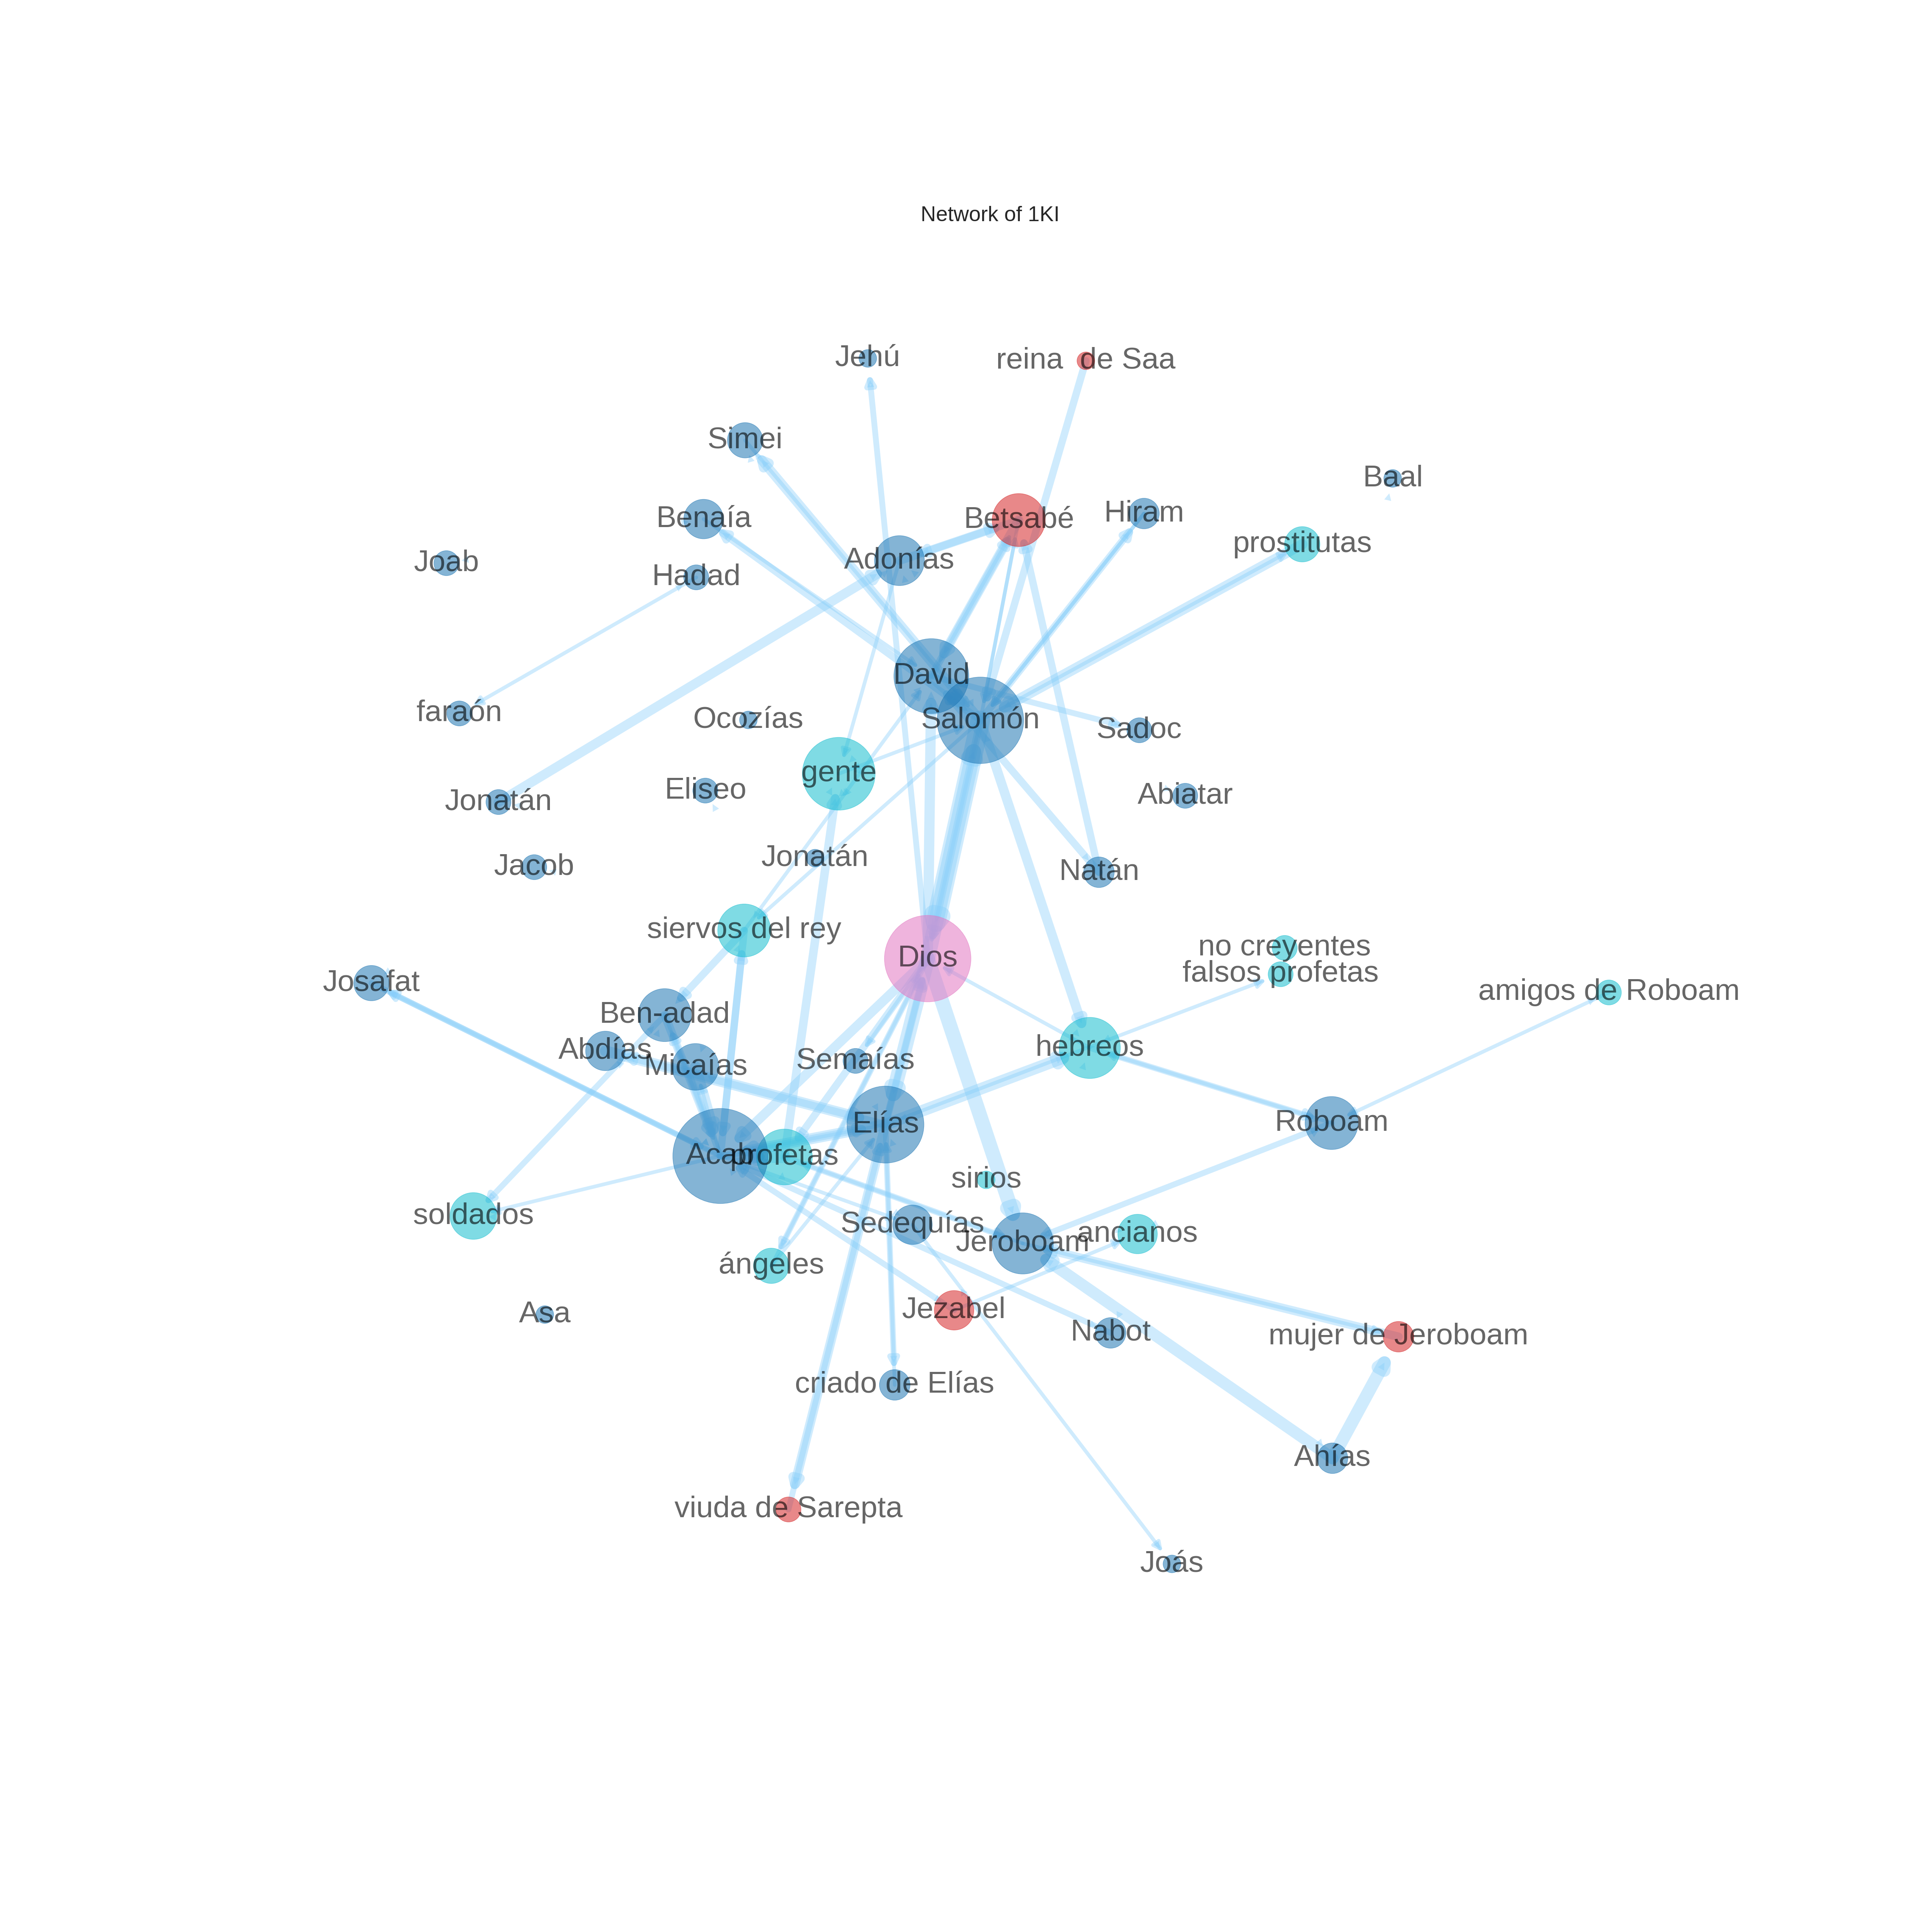 Network of 1KI
Jehú
reina de Saa
Simei
Baal
Benaía
Betsabé
Hiram
prostitutas
Adonías
Joab
Hadad
David
faraón
Ocozías
Salomón
Sadoc
gente
Eliseo
Abiatar
Jonatán
Jonatán
Jacob
Natán
siervos del rey
no creyentes
Dios
falsos profetas
Josafat
amigos de Roboam
Ben-adad
hebreos
Abdías
Semaías
Micaías
Elías
Roboam
Acab
profetas
sirios
soldados
Sedequías
ancianos
Jeroboam
ángeles
Asa
Jezabel
Nabot
mujer de Jeroboam
criado de Elías
Ahías
viuda de Sarepta
Joás